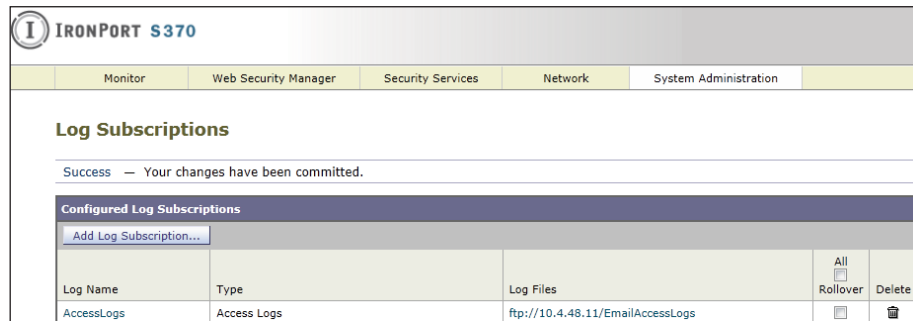 I IRONPORT S370
Monitor Web Security Manager Security Services Network System Administration
Log Subscriptions
Success — Your changes have been committed.
Configured Log Subscriptions
Add Log Subscription...
All
Log Name Type Log Files Rollover Delete
AccessLogs Access Logs ftp://10.4.48.11/EmailAccessLogs